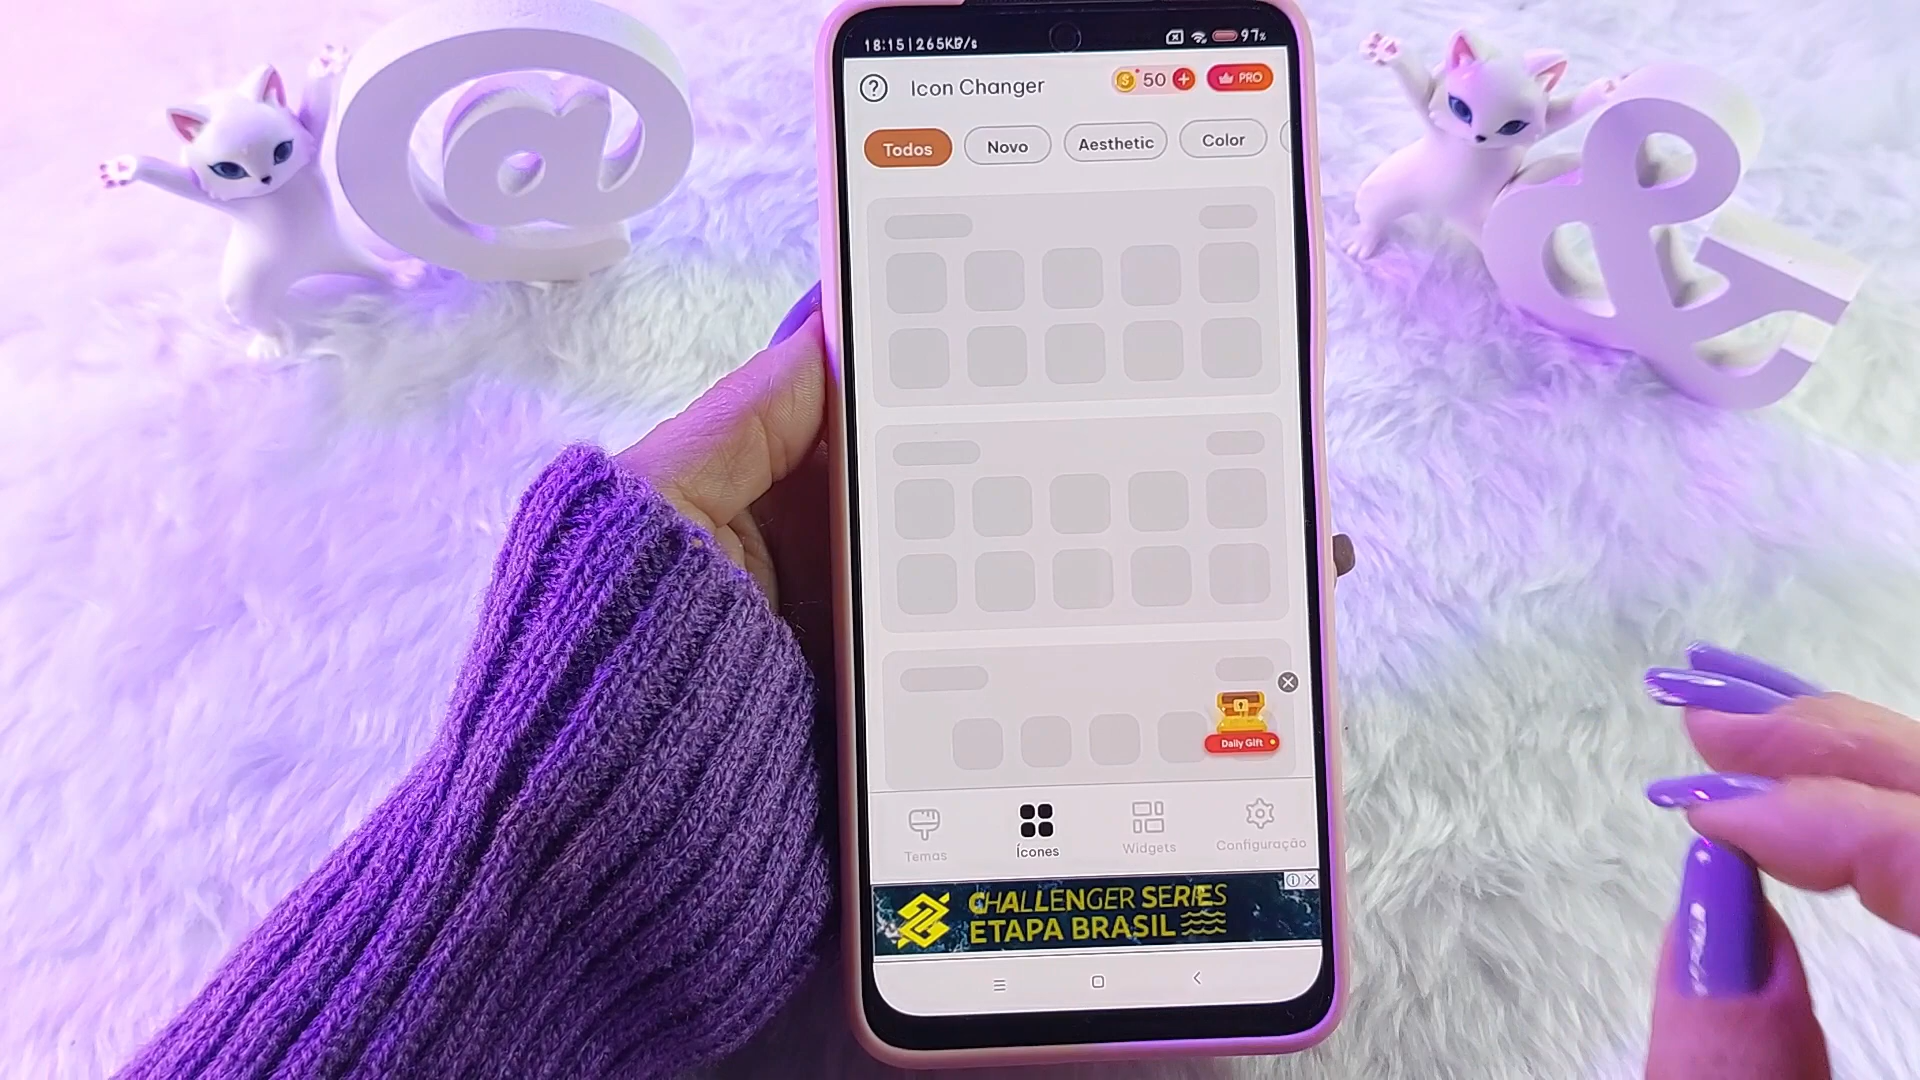 @
&
18:15 | 265KB/s
97%
? Icon Changer
50 +
PRO
Todos
Novo
Aesthetic
Color
Daily Gift
Temas
Ícones
Widgets
Configuração
CHALLENGER SERIES
ETAPA BRASIL